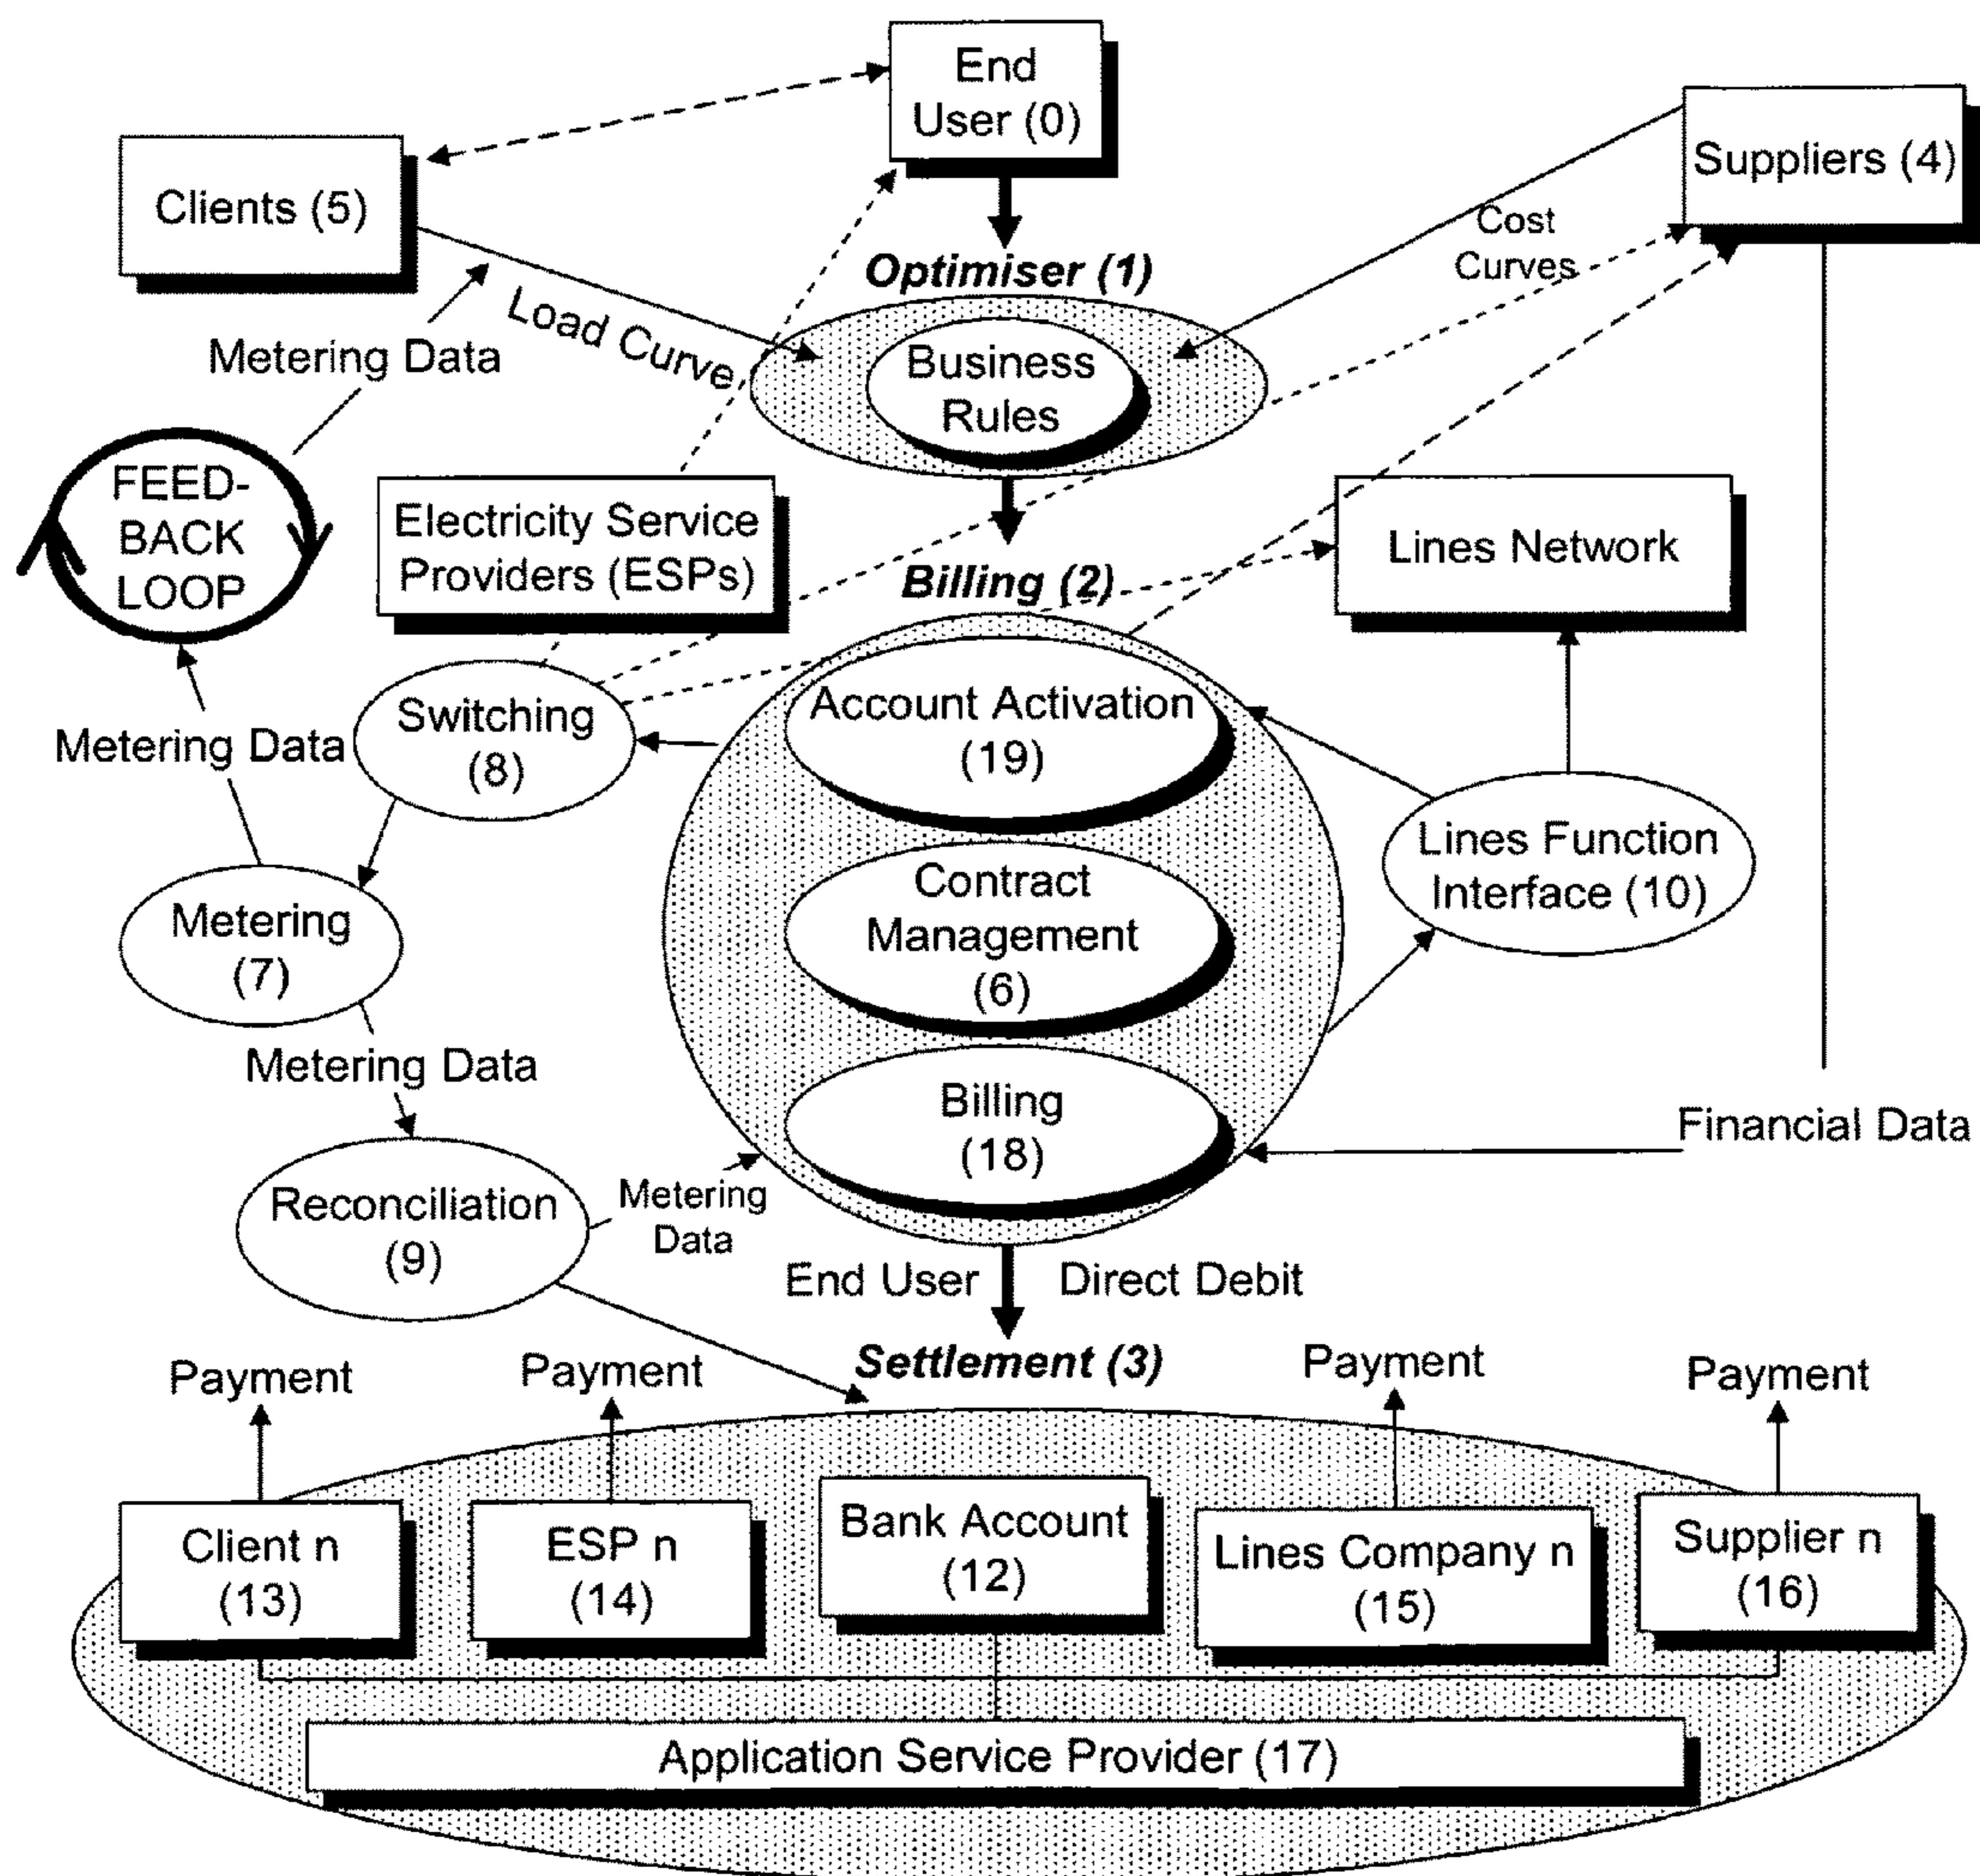 End
User (0)
Clients (5)
Suppliers (4)
Cost
Curves
Optimiser (1)
Load Curve
Metering Data
Business
Rules
FEED-
BACK
LOOP
Electricity Service
Providers (ESPs)
Lines Network
Billing (2)
Switching
(8)
Account Activation
(19)
Metering Data
Lines Function
Interface (10)
Contract
Management
(6)
Metering
(7)
Metering Data
Billing
(18)
Financial Data
Reconciliation
(9)
Metering
Data
End User
Direct Debit
Settlement (3)
Payment
Payment
Payment
Payment
Client n
(13)
ESP n
(14)
Bank Account
(12)
Lines Company n
(15)
Supplier n
(16)
Application Service Provider (17)